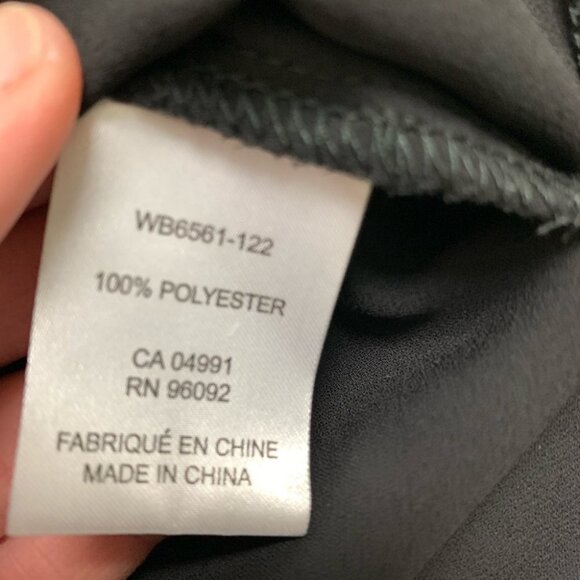 WB6561-122
100% POLYESTER
CA 04991
RN 96092
FABRIQUÉ EN CHINE
MADE IN CHINA